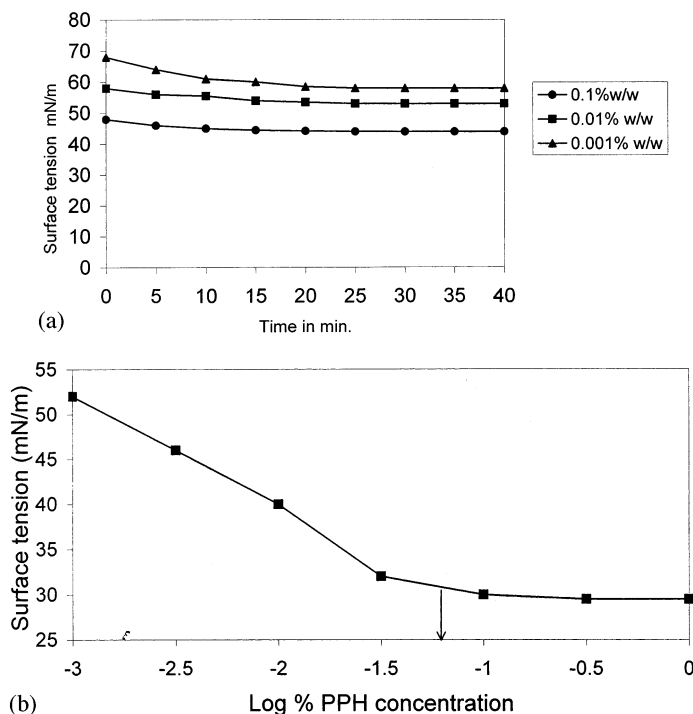 80
70
60
50
40
30
20
10
0
Surface tension mN/m
0 5 10 15 20 25 30 35 40
Time in min.
0.1%w/w
0.01% w/w
0.001% w/w
(a)
55
50
45
40
35
30
25
Surface tension (mN/m)
-3 -2.5 -2 -1.5 -1 -0.5 0
Log % PPH concentration
(b)